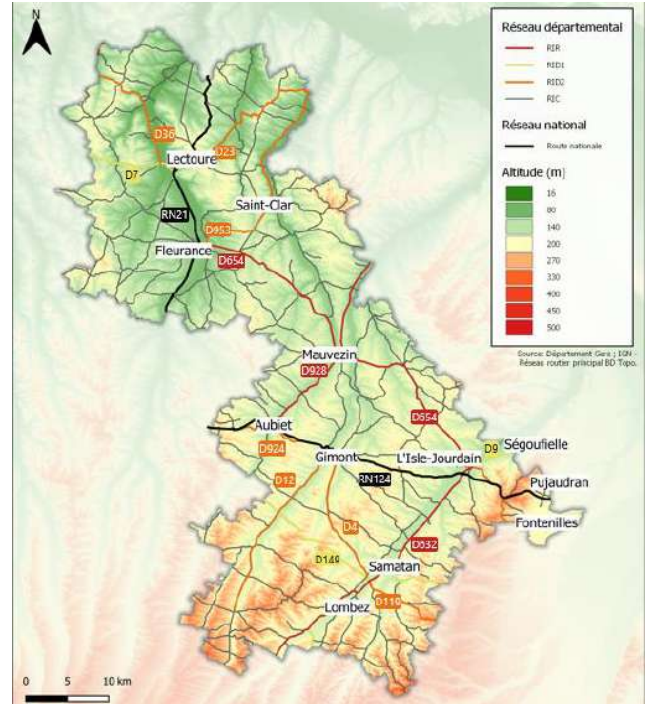 N
Réseau départemental
RIR
RID1
RID2
RIC
Réseau national
Route nationale
Altitude (m)
16
80
140
200
270
330
400
450
500
Source: Département Gers ; IGN -
Réseau routier principal BD Topo.
D36
Lectoure
D23
D7
Saint-Clar
RN21
D953
Fleurance
D654
Mauvezin
D928
D654
Aubiet
D924
Gimont
L'Isle-Jourdain
D9
Ségoufielle
D12
RN124
Pujaudran
Fontenilles
D4
D149
D632
Samatan
Lombez
D119
0 5 10 km